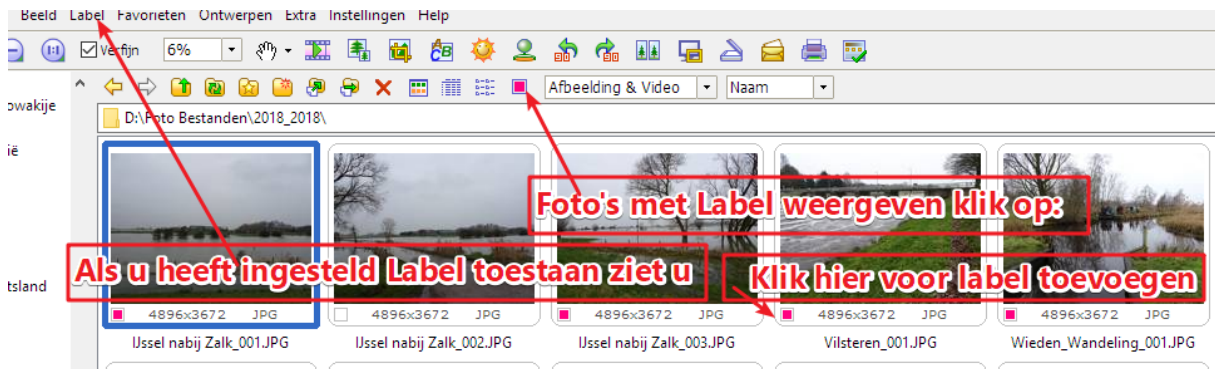 Beeld Label Favorieten Ontwerpen Extra Instellingen Help
1:1 Verfijn 6%
owakije
Afbeelding & Video Naam
D:\Foto Bestanden\2018_2018\
ië
Foto's met Label weergeven klik op:
Als u heeft ingesteld Label toestaan ziet u
Klik hier voor label toevoegen
tsland
4896x3672 JPG 4896x3672 JPG 4896x3672 JPG 4896x3672 JPG 4896x3672 JPG
IJssel nabij Zalk_001.JPG IJssel nabij Zalk_002.JPG IJssel nabij Zalk_003.JPG Vilsteren_001.JPG Wieden_Wandeling_001.JPG